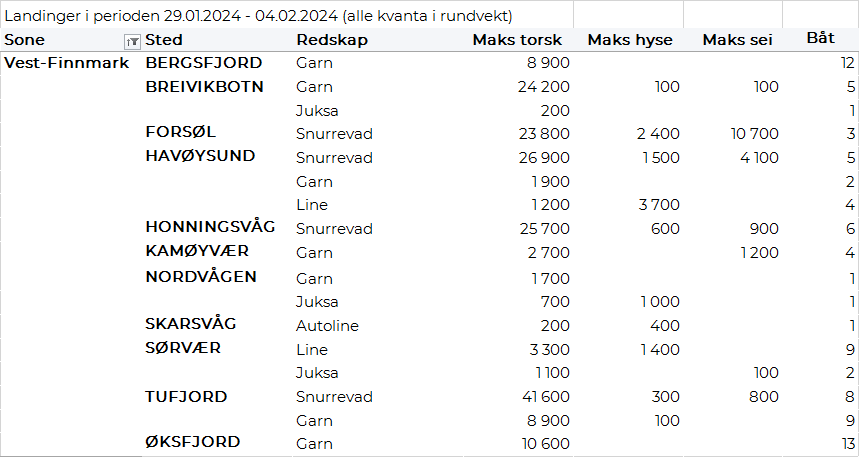 Landinger i perioden 29.01.2024 - 04.02.2024 (alle kvanta i rundvekt)
Sone Sted Redskap Maks torsk Maks hyse Maks sei Båt
Vest-Finnmark BERGSFJORD Garn 8 900 12
BREIVIKBOTN Garn 24 200 100 100 5
Juksa 200 1
FORSØL Snurrevad 23 800 2 400 10 700 3
HAVØYSUND Snurrevad 26 900 1 500 4 100 5
Garn 1 900 2
Line 1 200 3 700 4
HONNINGSVÅG Snurrevad 25 700 600 900 6
KAMØYVÆR Garn 2 700 1 200 4
NORDVÅGEN Garn 1 700 1
Juksa 700 1 000 1
SKARSVÅG Autoline 200 400 1
SØRVÆR Line 3 300 1 400 9
Juksa 1 100 100 2
TUFJORD Snurrevad 41 600 300 800 8
Garn 8 900 100 9
ØKSFJORD Garn 10 600 13